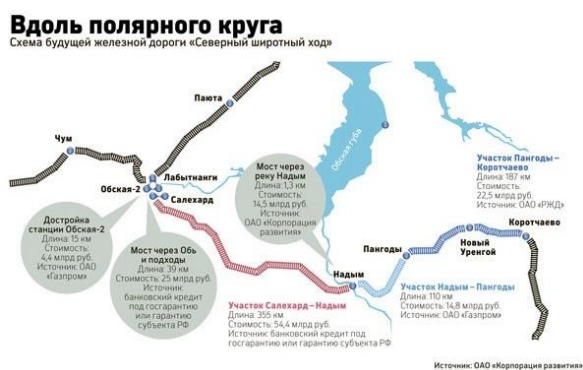 Вдоль полярного круга
Схема будущей железной дороги «Северный широтный ход»
Паюта
Чум
Обская губа
Лабытнанги
Обская-2
Салехард
Мост через
реку Надым
Длина: 1,3 км
Стоимость:
14,5 млрд руб.
Источник:
ОАО «Корпорация
развития»
Участок Пангоды –
Коротчаево
Длина: 187 км
Стоимость:
22,5 млрд руб.
Источник: ОАО «РЖД»
Достройка
станции Обская-2
Длина: 15 км
Стоимость:
4,4 млрд руб.
Источник: ОАО
«Газпром»
Мост через Обь
и подходы
Длина: 39 км
Стоимость: 25 млрд руб.
Источник:
банковский кредит
под госгарантию
или гарантию
субъекта РФ
Коротчаево
Пангоды
Новый
Уренгой
Надым
Участок Салехард – Надым
Длина: 355 км
Стоимость: 54,4 млрд руб.
Источник: банковский кредит под
госгарантию или гарантию субъекта РФ
Участок Надым – Пангоды
Длина: 110 км
Стоимость: 14,8 млрд руб.
Источник: ОАО «Газпром»
Источник: ОАО «Корпорация развития»